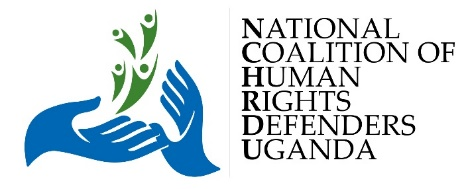 NATIONAL
COALITION OF
HUMAN
RIGHTS
DEFENDERS
UGANDA